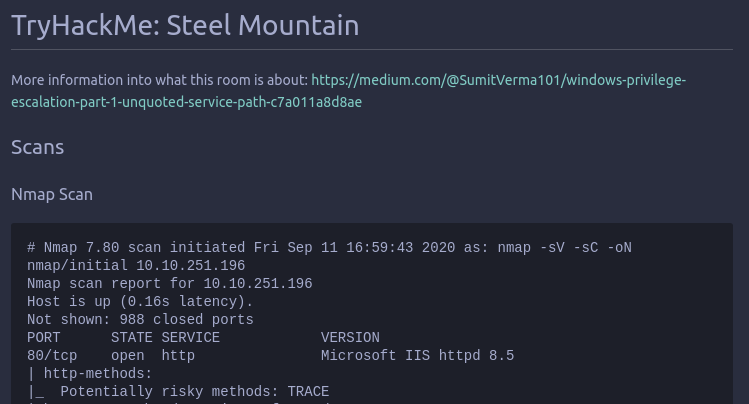 TryHackMe: Steel Mountain
More information into what this room is about: https://medium.com/@SumitVerma101/windows-privilege-
escalation-part-1-unquoted-service-path-c7a011a8d8ae
Scans
Nmap Scan
# Nmap 7.80 scan initiated Fri Sep 11 16:59:43 2020 as: nmap -sV -sC -oN
nmap/initial 10.10.251.196
Nmap scan report for 10.10.251.196
Host is up (0.16s latency).
Not shown: 988 closed ports
PORT      STATE SERVICE            VERSION
80/tcp    open  http               Microsoft IIS httpd 8.5
| http-methods:
|_  Potentially risky methods: TRACE